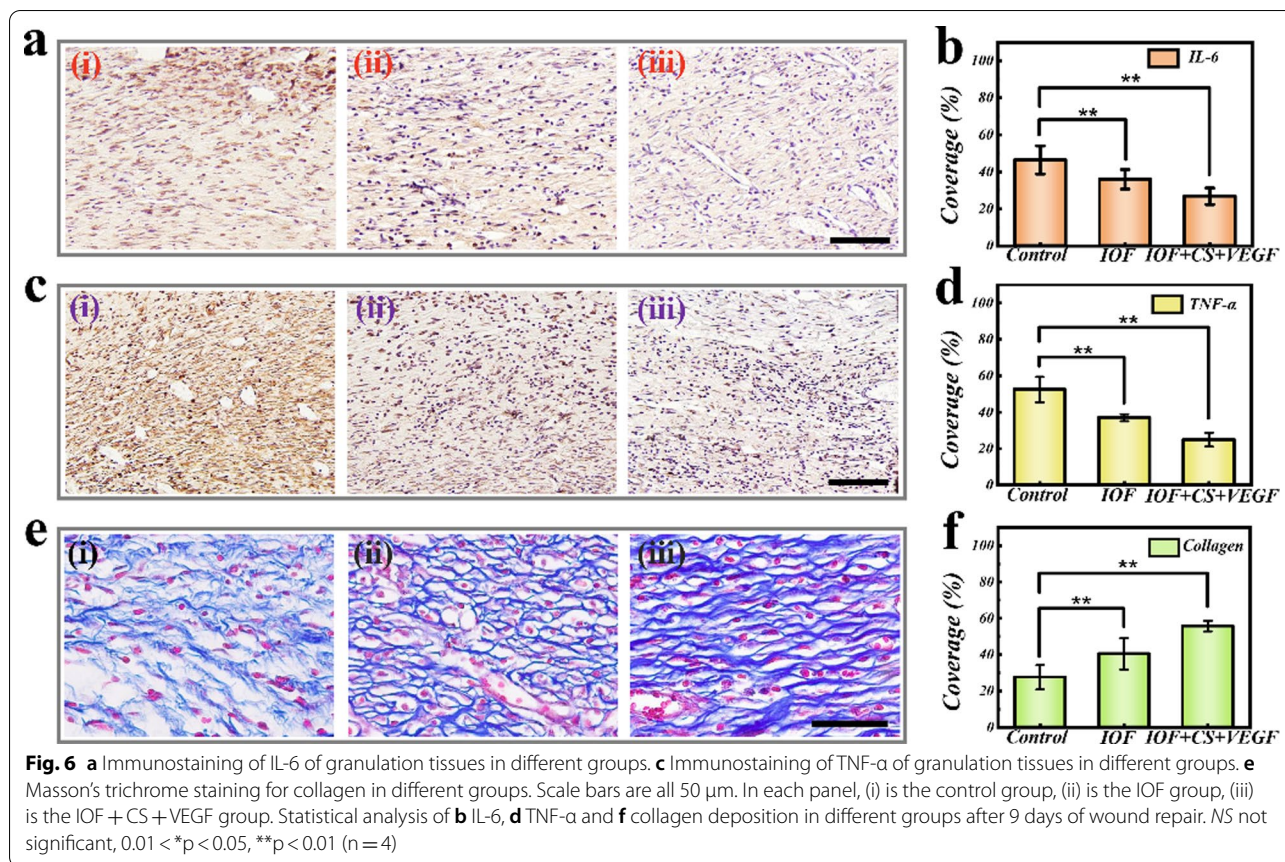 a
(i)
(ii)
(iii)
b
IL-6
Coverage (%)
100
80
60
40
20
0
**
**
Control IOF IOF+CS+VEGF
c
(i)
(ii)
(iii)
d
TNF-α
Coverage (%)
100
80
60
40
20
0
**
**
Control IOF IOF+CS+VEGF
e
(i)
(ii)
(iii)
f
Collagen
Coverage (%)
100
80
60
40
20
0
**
**
Control IOF IOF+CS+VEGF
Fig. 6 a Immunostaining of IL-6 of granulation tissues in different groups. c Immunostaining of TNF-α of granulation tissues in different groups. e
Masson's trichrome staining for collagen in different groups. Scale bars are all 50 μm. In each panel, (i) is the control group, (ii) is the IOF group, (iii)
is the IOF + CS + VEGF group. Statistical analysis of b IL-6, d TNF-α and f collagen deposition in different groups after 9 days of wound repair. NS not
significant, 0.01 < *p < 0.05, **p < 0.01 (n = 4)